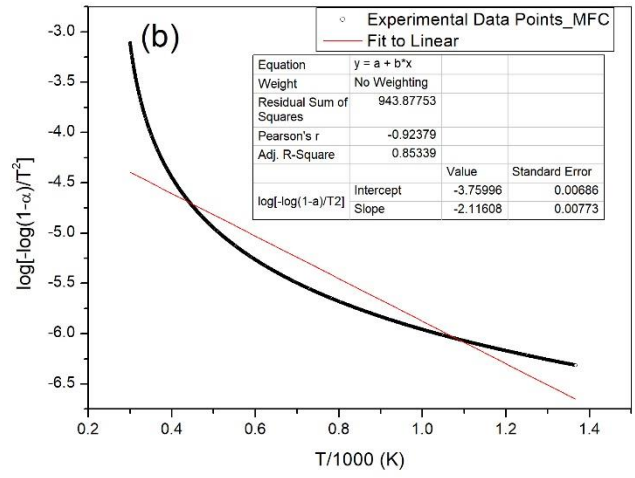 (b)
Experimental Data Points_MFC
Fit to Linear
Equation y = a + b*x
Weight No Weighting
Residual Sum of Squares 943.87753
Pearson's r -0.92379
Adj. R-Square 0.85339
Value Standard Error
log[-log(1-a)/T2] Intercept -3.75996 0.00686
Slope -2.11608 0.00773
log[-log(1-α)/T²]
-3.0
-3.5
-4.0
-4.5
-5.0
-5.5
-6.0
-6.5
0.2 0.4 0.6 0.8 1.0 1.2 1.4
T/1000 (K)